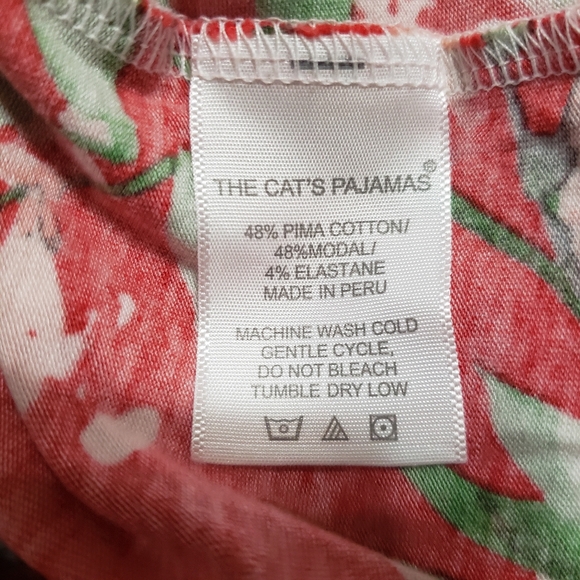 THE CAT'S PAJAMAS®
48% PIMA COTTON/
48%MODAL/
4% ELASTANE
MADE IN PERU
MACHINE WASH COLD
GENTLE CYCLE,
DO NOT BLEACH
TUMBLE DRY LOW